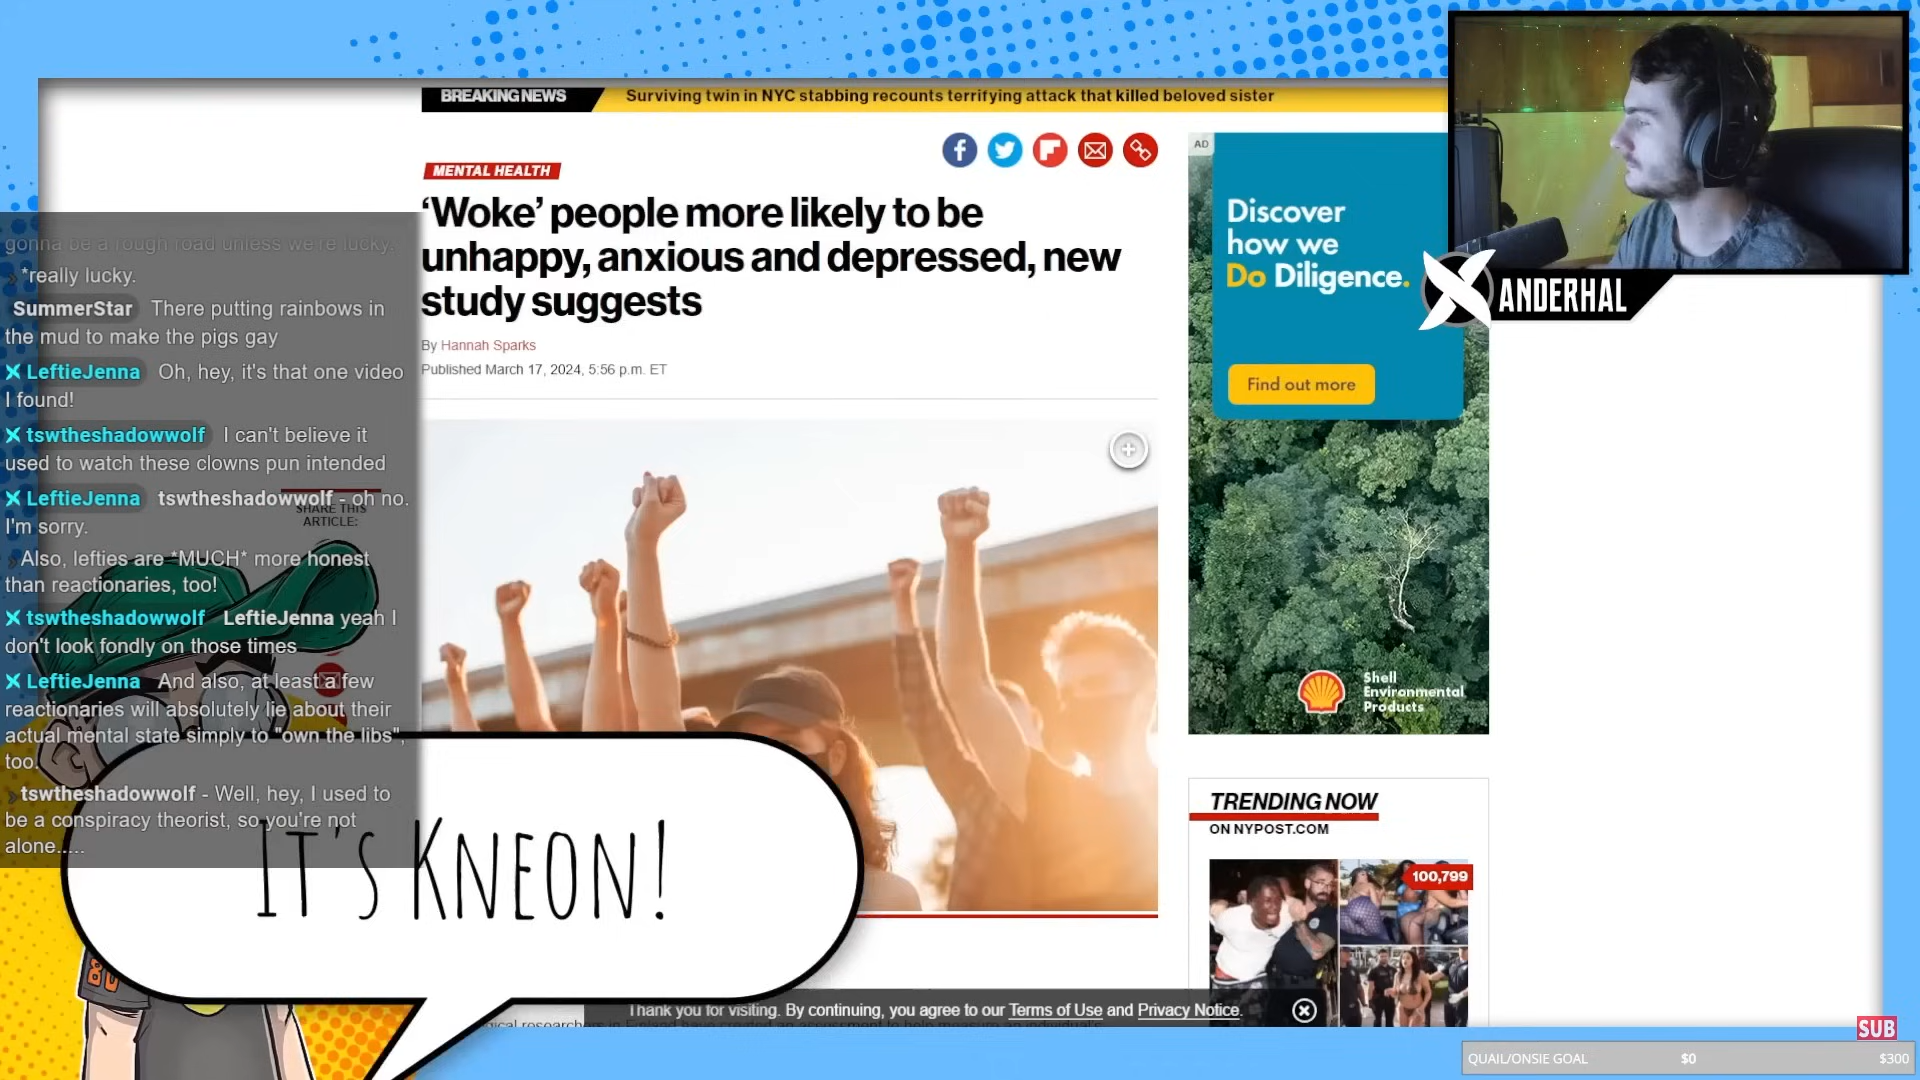 BREAKING NEWS
Surviving twin in NYC stabbing recounts terrifying attack that killed beloved sister
MENTAL HEALTH
‘Woke’ people more likely to be
unhappy, anxious and depressed, new
study suggests
By Hannah Sparks
Published March 17, 2024, 5:56 p.m. ET
gonna be a rough road unless we're lucky.
*really lucky.
SummerStar There putting rainbows in
the mud to make the pigs gay
LeftieJenna Oh, hey, it's that one video
I found!
tswtheshadowwolf I can't believe it
used to watch these clowns pun intended
LeftieJenna tswtheshadowwolf - oh no.
I'm sorry.
SHARE THIS
ARTICLE:
Also, lefties are *MUCH* more honest
than reactionaries, too!
tswtheshadowwolf LeftieJenna yeah I
don't look fondly on those times
LeftieJenna And also, at least a few
reactionaries will absolutely lie about their
actual mental state simply to "own the libs",
too.
tswtheshadowwolf - Well, hey, I used to
be a conspiracy theorist, so you're not
alone.....
IT'S KNEON!
80
AD
Discover
how we
Do Diligence.
Find out more
Shell
Environmental
Products
ANDERHAL
TRENDING NOW
ON NYPOST.COM
100,799
Thank you for visiting. By continuing, you agree to our Terms of Use and Privacy Notice.
SUB
QUAIL/ONSIE GOAL $0 $300